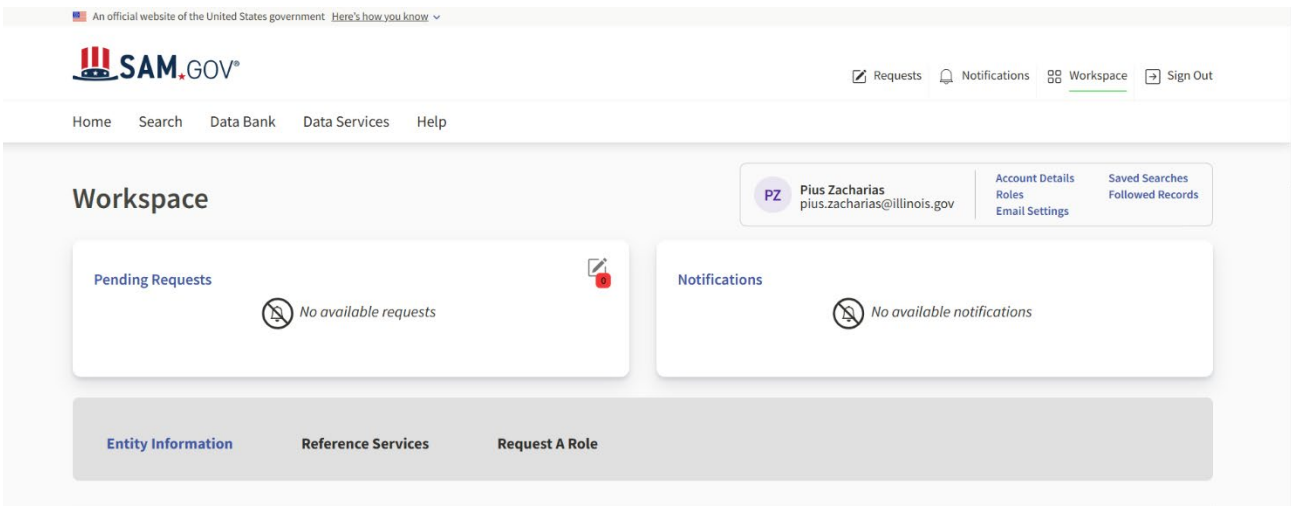 An official website of the United States government Here's how you know
SAM.GOV®
Requests Notifications Workspace Sign Out
Home Search Data Bank Data Services Help
Workspace
PZ
Pius Zacharias
pius.zacharias@illinois.gov
Account Details Saved Searches
Roles Followed Records
Email Settings
Pending Requests
0
No available requests
Notifications
No available notifications
Entity Information Reference Services Request A Role